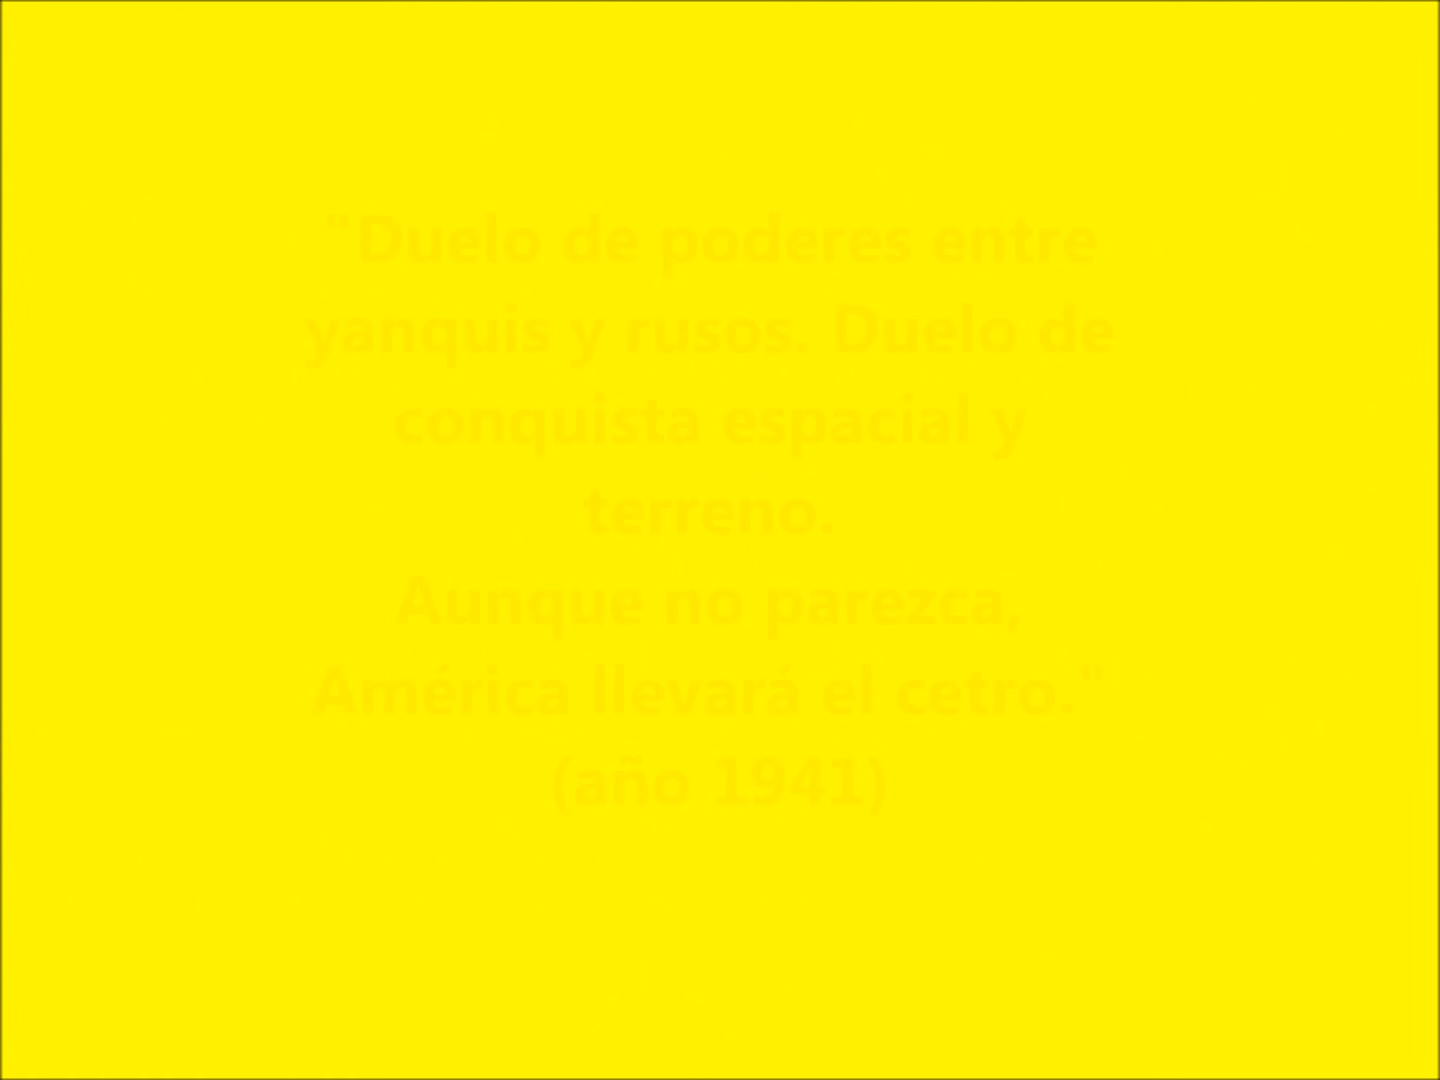 "Duelo de poderes entre
yanquis y rusos. Duelo de
conquista espacial y
terreno.
Aunque no parezca,
América llevará el cetro."
(año 1941)